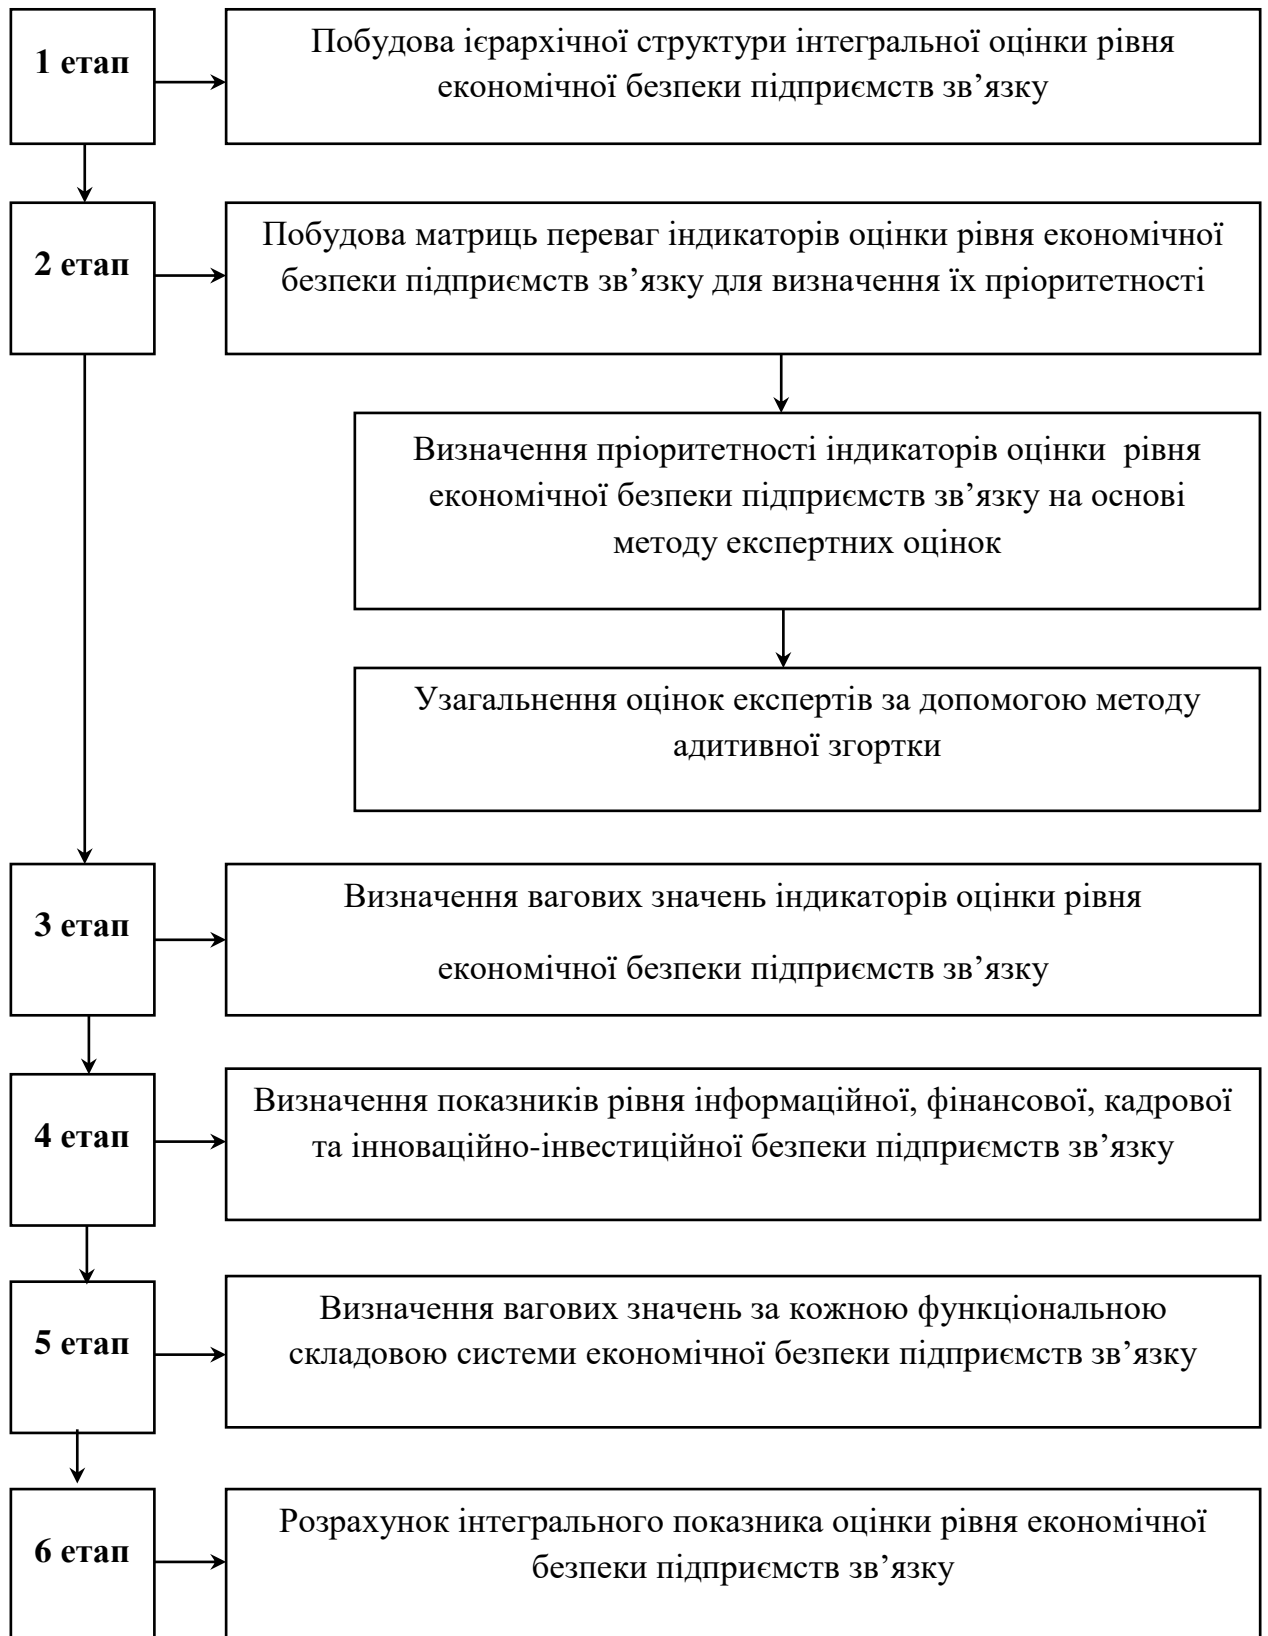 1 етап
Побудова ієрархічної структури інтегральної оцінки рівня
економічної безпеки підприємств зв’язку
2 етап
Побудова матриць переваг індикаторів оцінки рівня економічної
безпеки підприємств зв’язку для визначення їх пріоритетності
Визначення пріоритетності індикаторів оцінки рівня
економічної безпеки підприємств зв’язку на основі
методу експертних оцінок
Узагальнення оцінок експертів за допомогою методу
адитивної згортки
3 етап
Визначення вагових значень індикаторів оцінки рівня
економічної безпеки підприємств зв’язку
4 етап
Визначення показників рівня інформаційної, фінансової, кадрової
та інноваційно-інвестиційної безпеки підприємств зв’язку
5 етап
Визначення вагових значень за кожною функціональною
складовою системи економічної безпеки підприємств зв’язку
6 етап
Розрахунок інтегрального показника оцінки рівня економічної
безпеки підприємств зв’язку